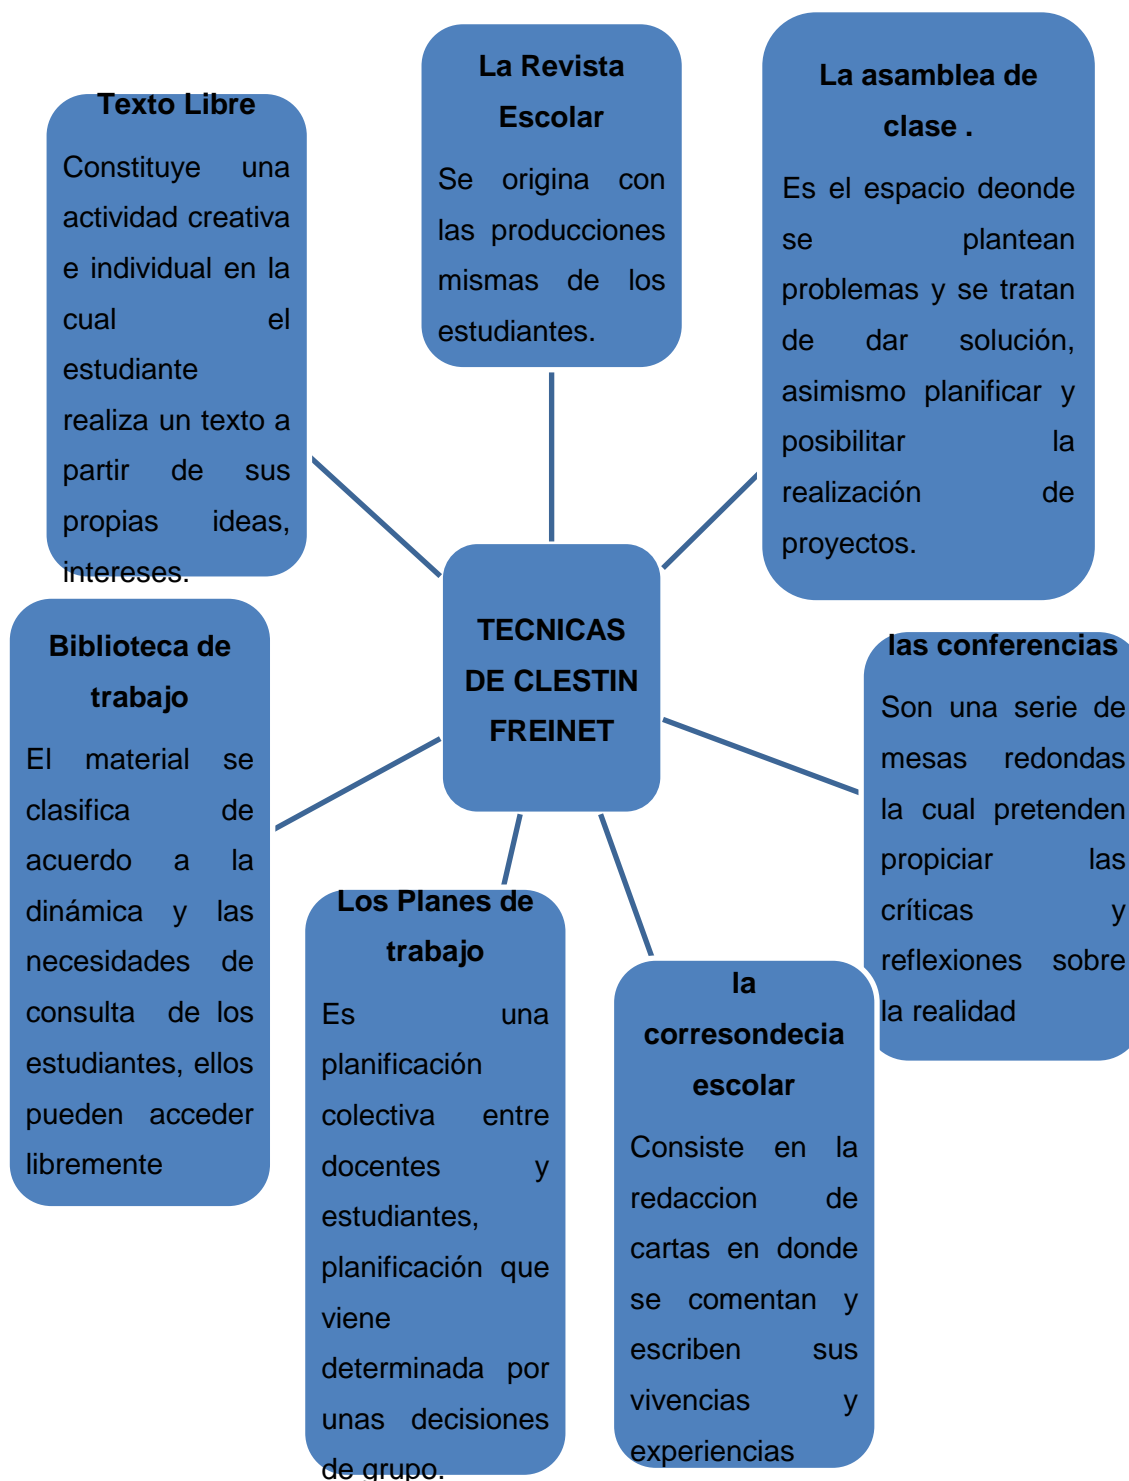 La Revista
Escolar
Se origina con
las producciones
mismas de los
estudiantes.
La asamblea de
clase .
Es el espacio deonde
se plantean
problemas y se tratan
de dar solución,
asimismo planificar y
posibilitar la
realización de
proyectos.
Texto Libre
Constituye una
actividad creativa
e individual en la
cual el
estudiante
realiza un texto a
partir de sus
propias ideas,
intereses.
TECNICAS
DE CLESTIN
FREINET
las conferencias
Son una serie de
mesas redondas
la cual pretenden
propiciar las
críticas y
reflexiones sobre
la realidad
Biblioteca de
trabajo
El material se
clasifica de
acuerdo a la
dinámica y las
necesidades de
consulta de los
estudiantes, ellos
pueden acceder
libremente
Los Planes de
trabajo
Es una
planificación
colectiva entre
docentes y
estudiantes,
planificación que
viene
determinada por
unas decisiones
de grupo.
la
corresondecia
escolar
Consiste en la
redaccion de
cartas en donde
se comentan y
escriben sus
vivencias y
experiencias